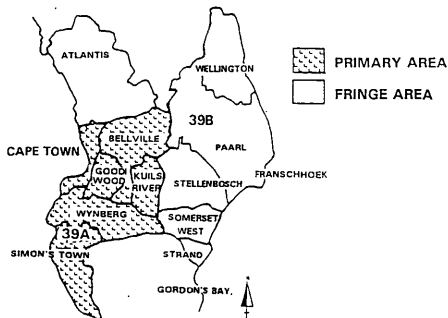 ATLANTIS
WELLINGTON
PRIMARY AREA
FRINGE AREA
39B
BELLVILLE
PAARL
CAPE TOWN
GOOD
WOOD
KUILS
RIVER
FRANSCHHOEK
STELLENBOSCH
WYNBERG
SOMERSET
WEST
39A
SIMON'S TOWN
STRAND
GORDON'S BAY.